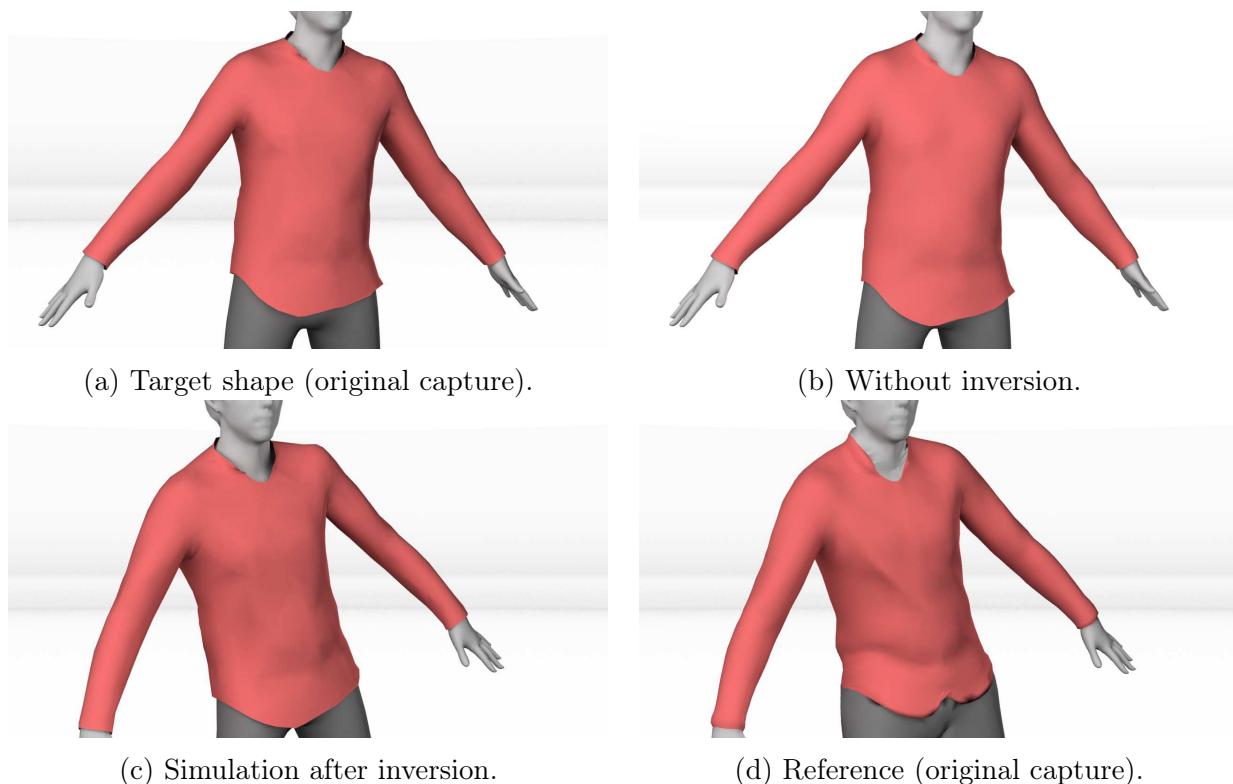 (a) Target shape (original capture).
(b) Without inversion.
(c) Simulation after inversion.
(d) Reference (original capture).